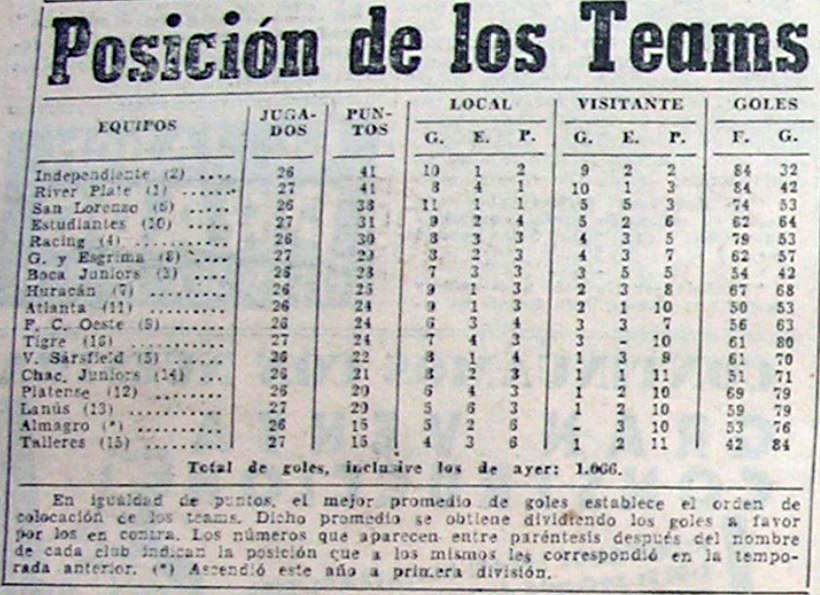 Posición de los Teams
EQUIPOS JUGA-DOS PUN-TOS LOCAL VISITANTE GOLES
G. E. P. G. E. P. F. G.
Independiente (2) .... 26 41 10 1 2 9 2 2 84 32
River Plate (1) ...... 27 41 8 4 1 10 1 3 84 42
San Lorenzo (6) ..... 26 38 11 1 1 5 5 3 74 53
Estudiantes (10) .... 27 31 9 2 4 5 2 6 62 64
Racing (4) .......... 26 30 8 3 3 4 3 5 79 53
G. y Esgrima (8) .... 27 29 8 2 3 4 3 7 62 57
Boca Juniors (3) .... 26 28 7 3 3 3 5 5 54 42
Huracán (7) ......... 26 26 9 1 3 2 3 8 67 68
Atlanta (11) ........ 26 24 9 1 3 2 1 10 50 53
F. C. Oeste (9) ..... 26 24 6 3 4 3 3 7 56 63
Tigre (16) .......... 27 24 7 4 3 3 - 10 61 80
V. Sársfield (5) .... 26 22 8 1 4 1 3 9 61 70
Chac. Juniors (14) ... 26 21 8 2 3 1 1 11 51 71
Platense (12) ....... 26 20 6 4 3 1 2 10 69 79
Lanús (13) .......... 27 20 5 6 3 1 2 10 59 79
Almagro (*) ......... 26 15 5 2 6 - 3 10 53 76
Talleres (15) ....... 27 15 4 3 6 1 2 11 42 84
Total de goles, inclusive los de ayer: 1.066.
En igualdad de puntos, el mejor promedio de goles establece el orden de
colocación de los teams. Dicho promedio se obtiene dividiendo los goles a favor
por los en contra. Los números que aparecen entre paréntesis después del nombre
de cada club indican la posición que a los mismos les correspondió en la tempo-
rada anterior. (*) Ascendió este año a primera división.